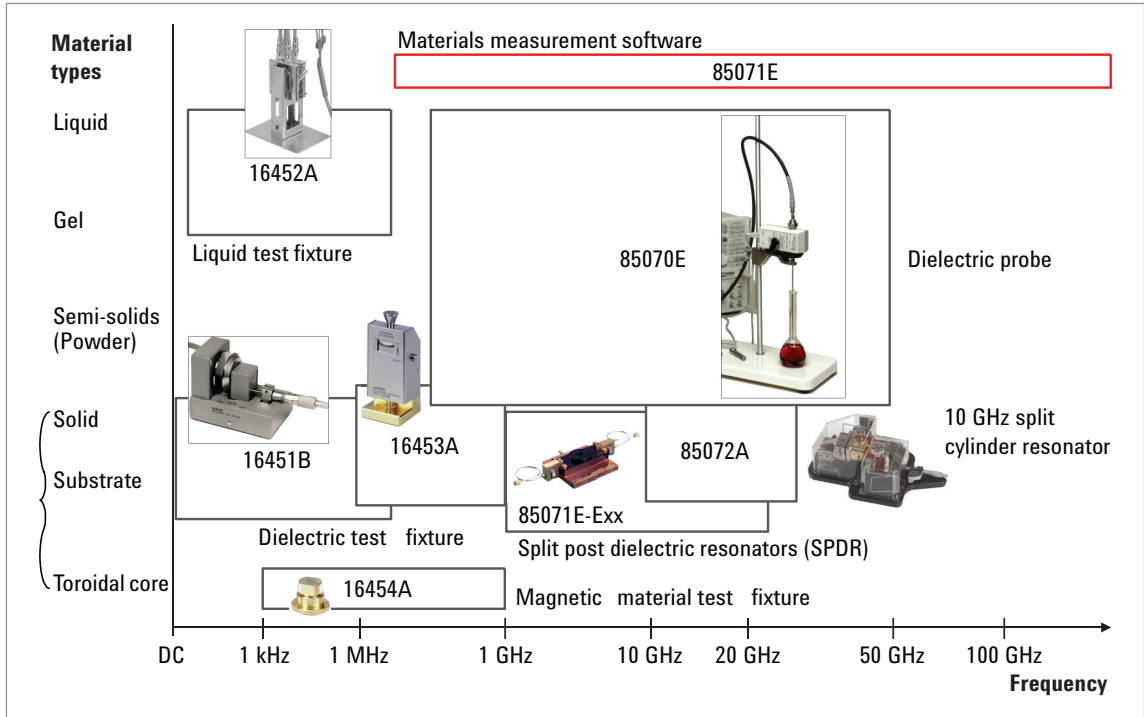 Material
types
Materials measurement software
85071E
Liquid
16452A
Gel
Liquid test fixture
85070E
Dielectric probe
Semi-solids
(Powder)
Solid
16451B
16453A
85072A
10 GHz split
cylinder resonator
Substrate
85071E-Exx
Dielectric test fixture
Split post dielectric resonators (SPDR)
Toroidal core
16454A
Magnetic material test fixture
DC
1 kHz
1 MHz
1 GHz
10 GHz
20 GHz
50 GHz
100 GHz
Frequency